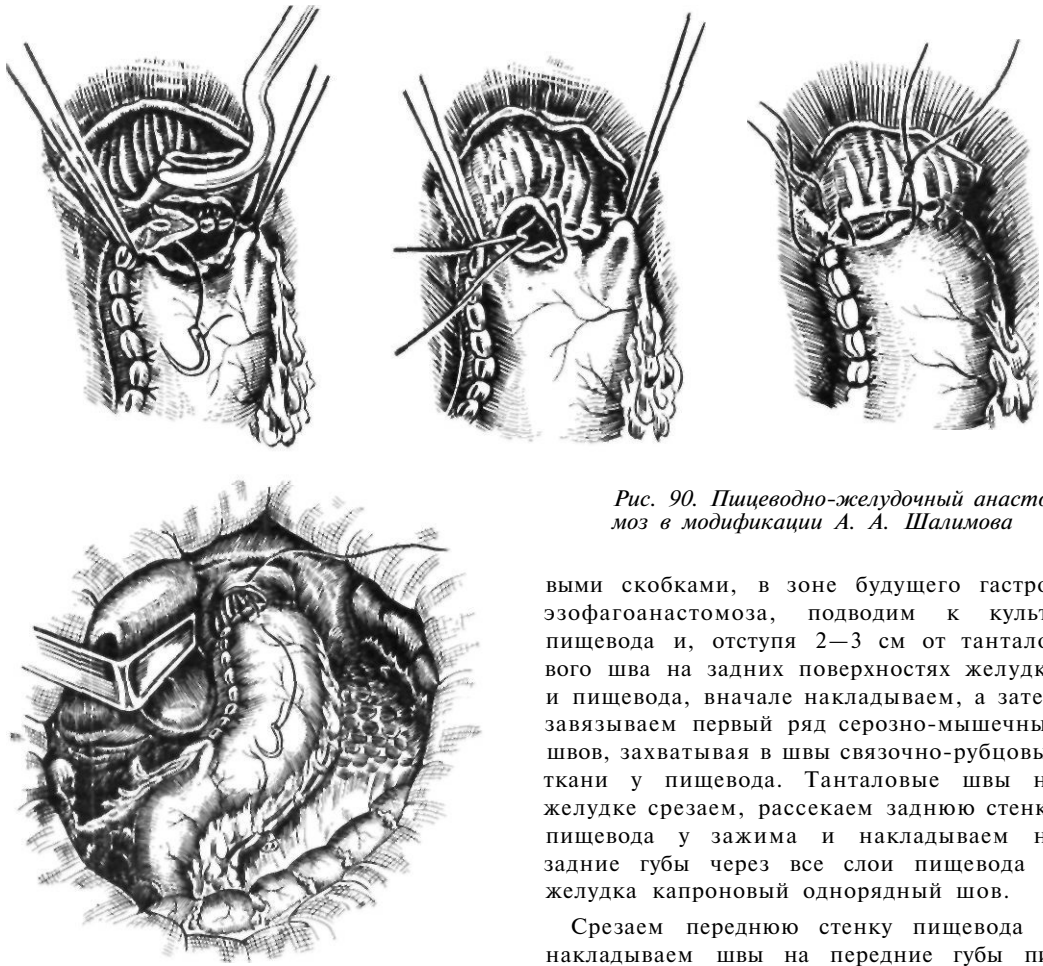 Рис. 90. Пищеводно-желудочный анасто
моз в модификации А. А. Шалимова
выми скобками, в зоне будущего гастро
эзофагоанастомоза, подводим к культ
пищевода и, отступя 2—3 см от тантало
вого шва на задних поверхностях желудк
и пищевода, вначале накладываем, а зате
завязываем первый ряд серозно-мышечны
швов, захватывая в швы связочно-рубцовы
ткани у пищевода. Танталовые швы н
желудке срезаем, рассекаем заднюю стенк
пищевода у зажима и накладываем н
задние губы через все слои пищевода
желудка капроновый однорядный шов.
Срезаем переднюю стенку пищевода
накладываем швы на передние губы пи